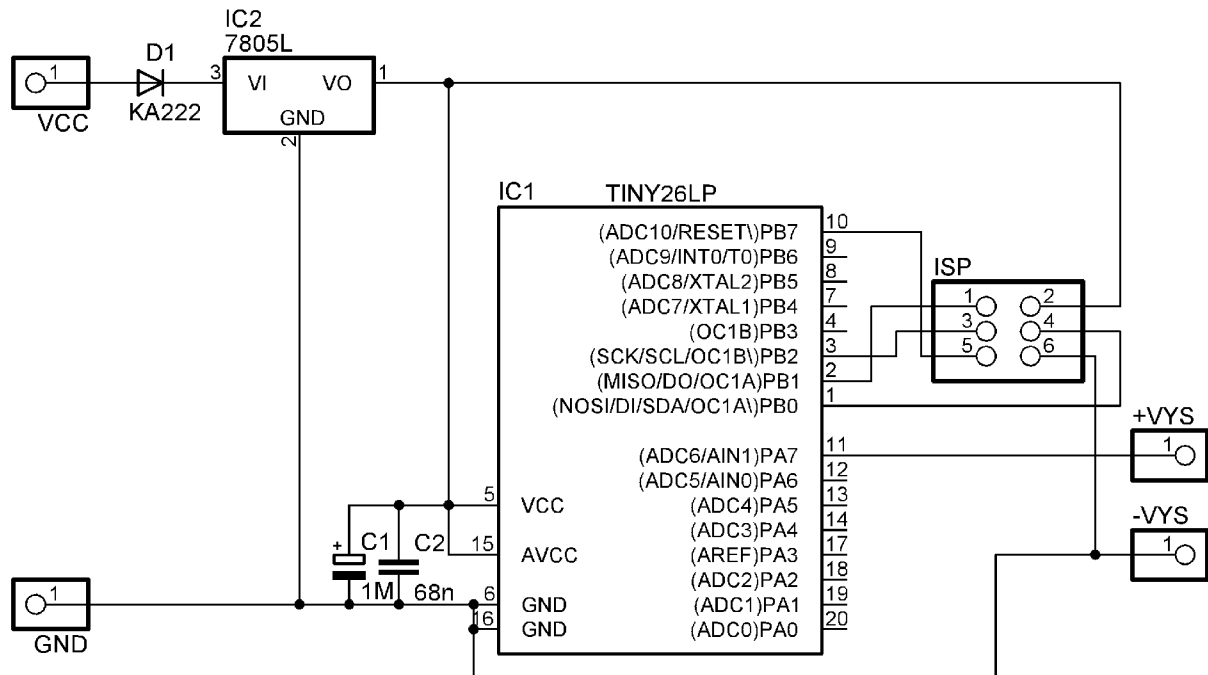 IC2
7805L
D1
1
3
VI
VO
1
GND
2
VCC
KA222
IC1
TINY26LP
(ADC10/RESET\)PB7
10
(ADC9/INT0/T0)PB6
9
(ADC8/XTAL2)PB5
8
(ADC7/XTAL1)PB4
7
(OC1B)PB3
4
(SCK/SCL/OC1B\)PB2
3
(MISO/DO/OC1A)PB1
2
(NOSI/DI/SDA/OC1A\)PB0
1
ISP
1
2
3
4
5
6
+VYS
1
(ADC6/AIN1)PA7
11
(ADC5/AIN0)PA6
12
(ADC4)PA5
13
(ADC3)PA4
14
(AREF)PA3
17
(ADC2)PA2
18
(ADC1)PA1
19
(ADC0)PA0
20
-VYS
1
5
VCC
15
AVCC
6
GND
16
GND
+
C1
C2
1M
68n
1
GND